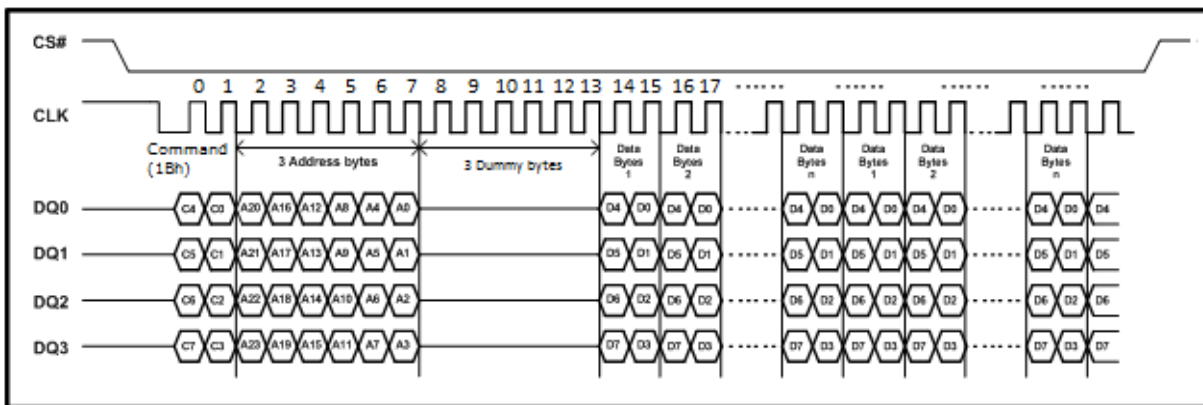 CS#
0 1 2 3 4 5 6 7 8 9 10 11 12 13 14 15 16 17
CLK
Command (1Bh)
3 Address bytes
3 Dummy bytes
Data Bytes 1
Data Bytes 2
Data Bytes n
Data Bytes 1
Data Bytes 2
Data Bytes n
DQ0 C4 C0 A20 A16 A12 A8 A4 A0 D4 D0 D4 D0 D4 D0 D4 D0 D4 D0 D4 D0 D4
DQ1 C5 C1 A21 A17 A13 A9 A5 A1 D5 D1 D5 D1 D5 D1 D5 D1 D5 D1 D5 D1 D5
DQ2 C6 C2 A22 A18 A14 A10 A6 A2 D6 D2 D6 D2 D6 D2 D6 D2 D6 D2 D6 D2 D6
DQ3 C7 C3 A23 A19 A15 A11 A7 A3 D7 D3 D7 D3 D7 D3 D7 D3 D7 D3 D7 D3 D7